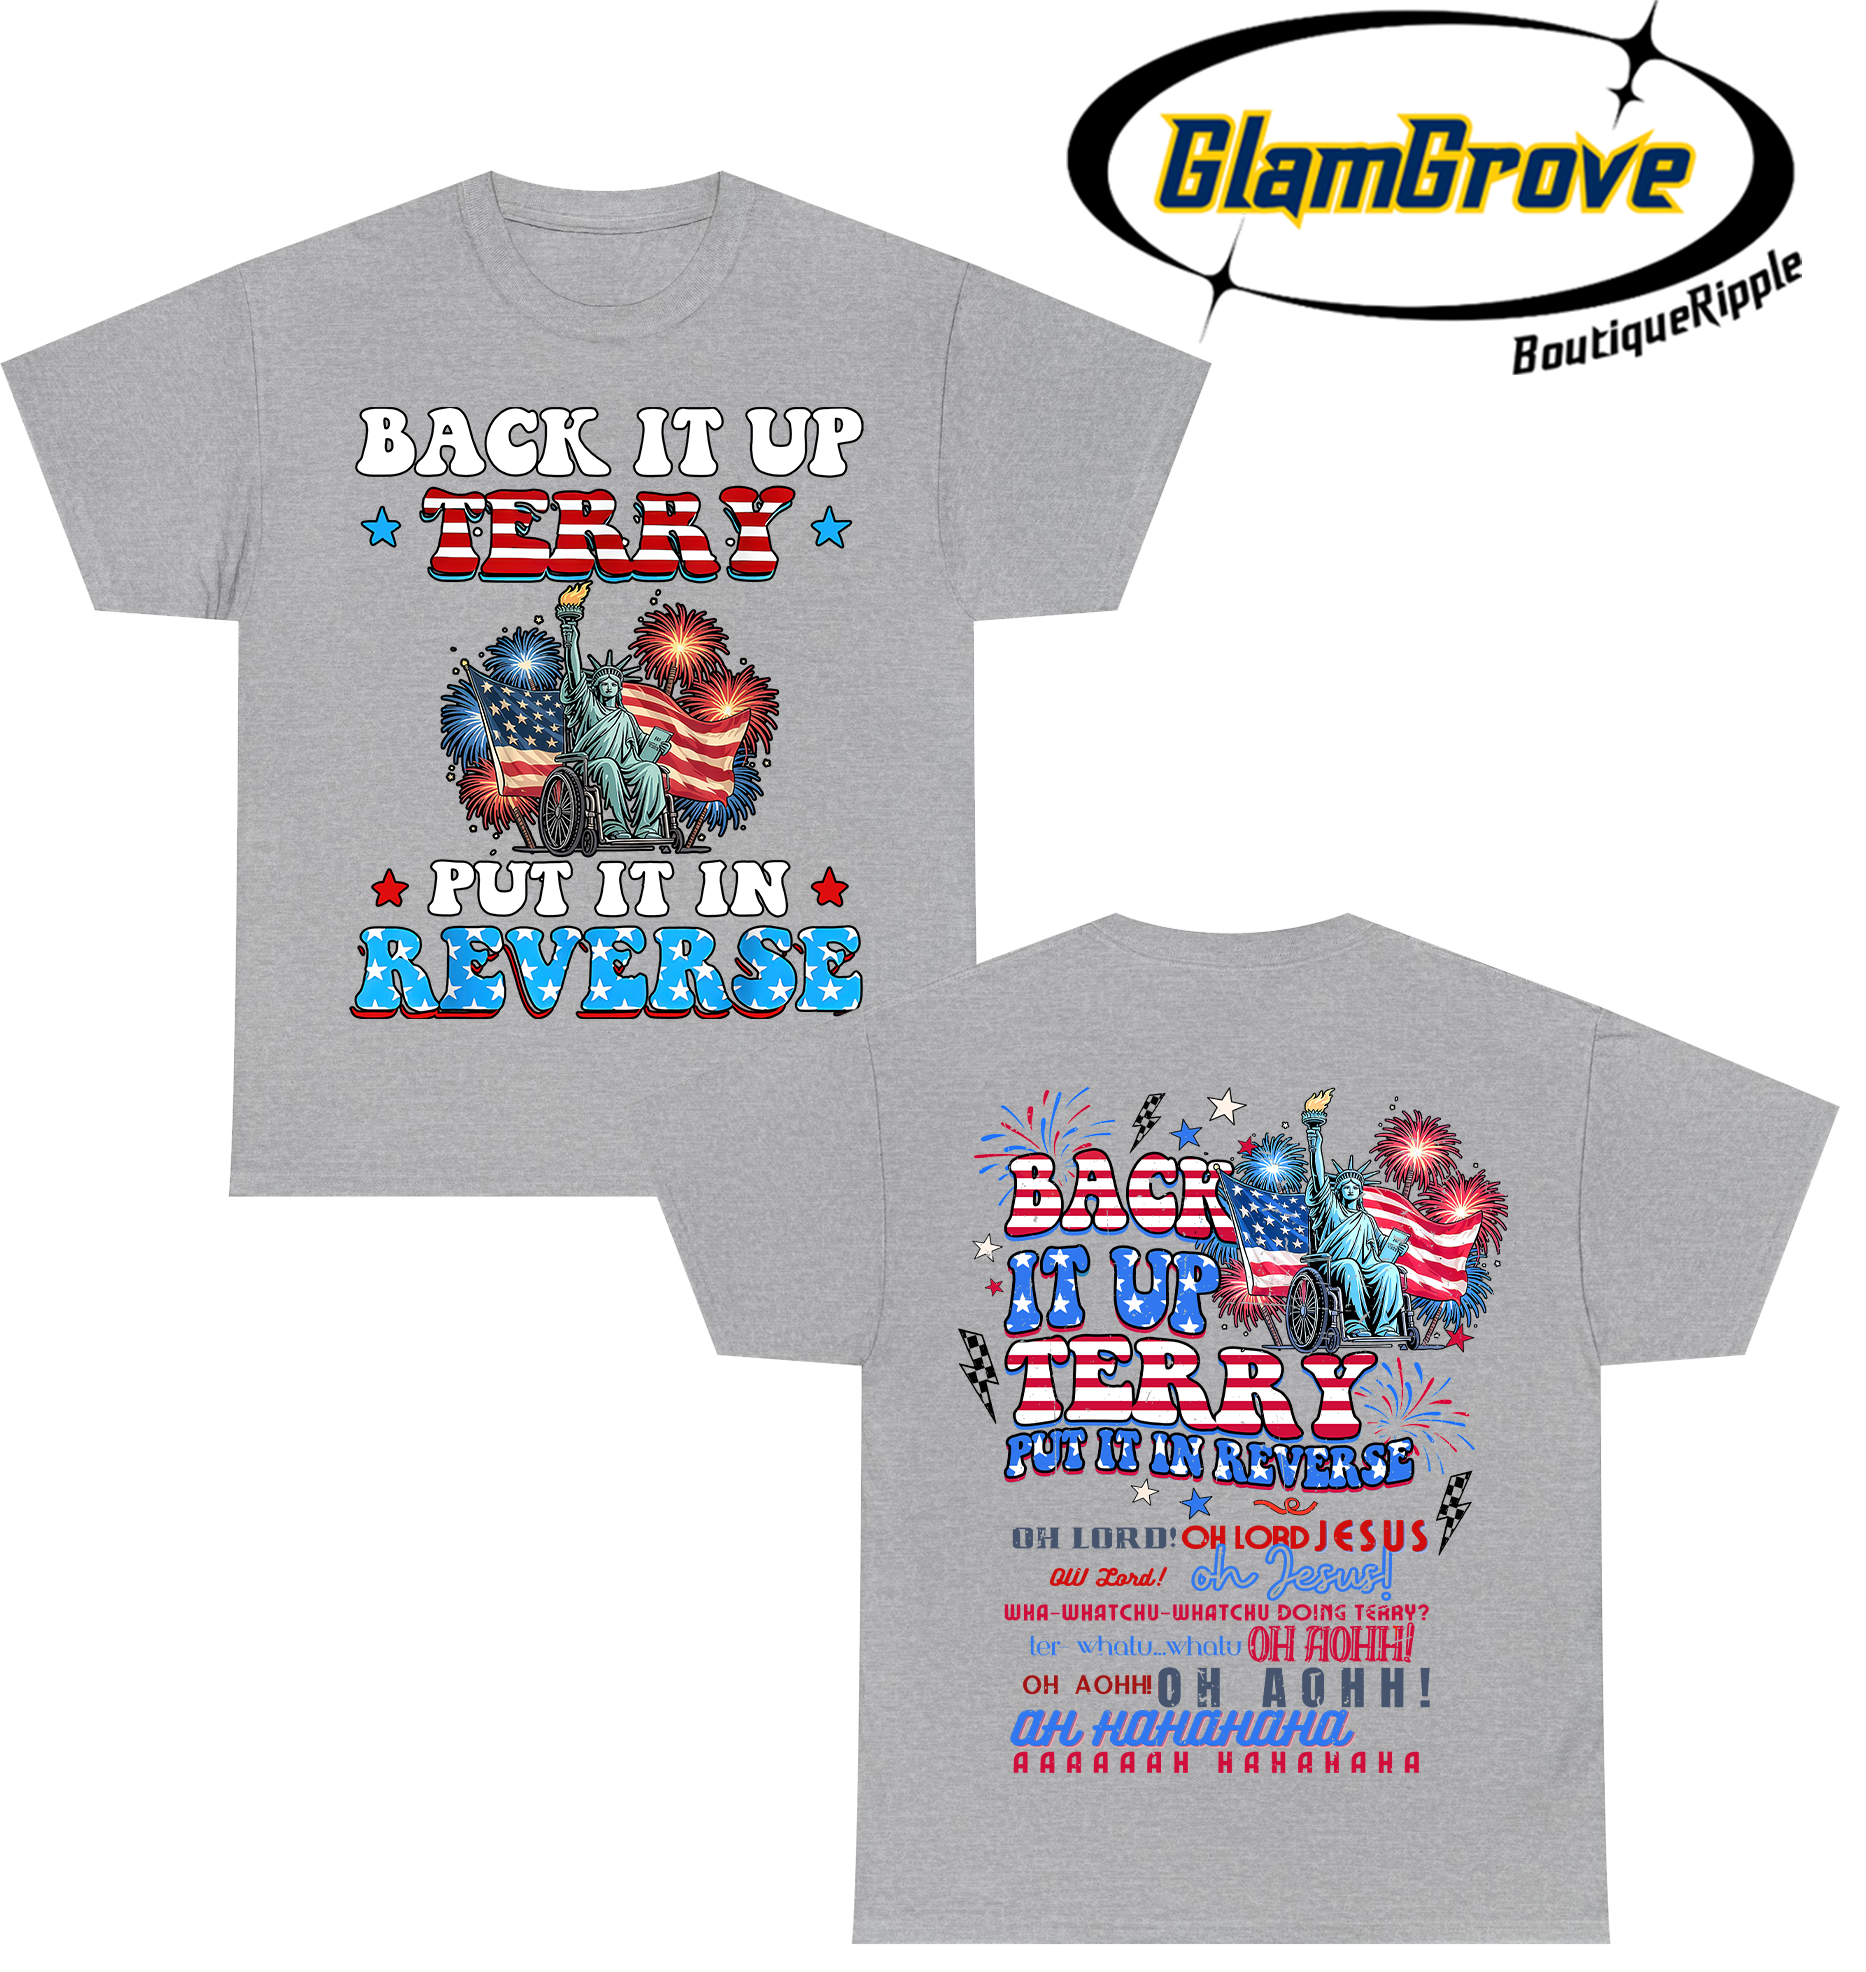 GlamGrove
BoutiqueRipple
BACK IT UP
TERRY
PUT IT IN
REVERSE
BACK
IT UP
TERRY
PUT IT IN REVERSE
OH LORD! OH LORD JESUS
OW Lord! oh Jesus!
WHA-WHATCHU-WHATCHU DOING TERRY?
ter whatu...whatu OH AOHH!
OH AOHH! OH AOHH!
AH HAHAHAHA
AAAAAAH HAHAHAHA